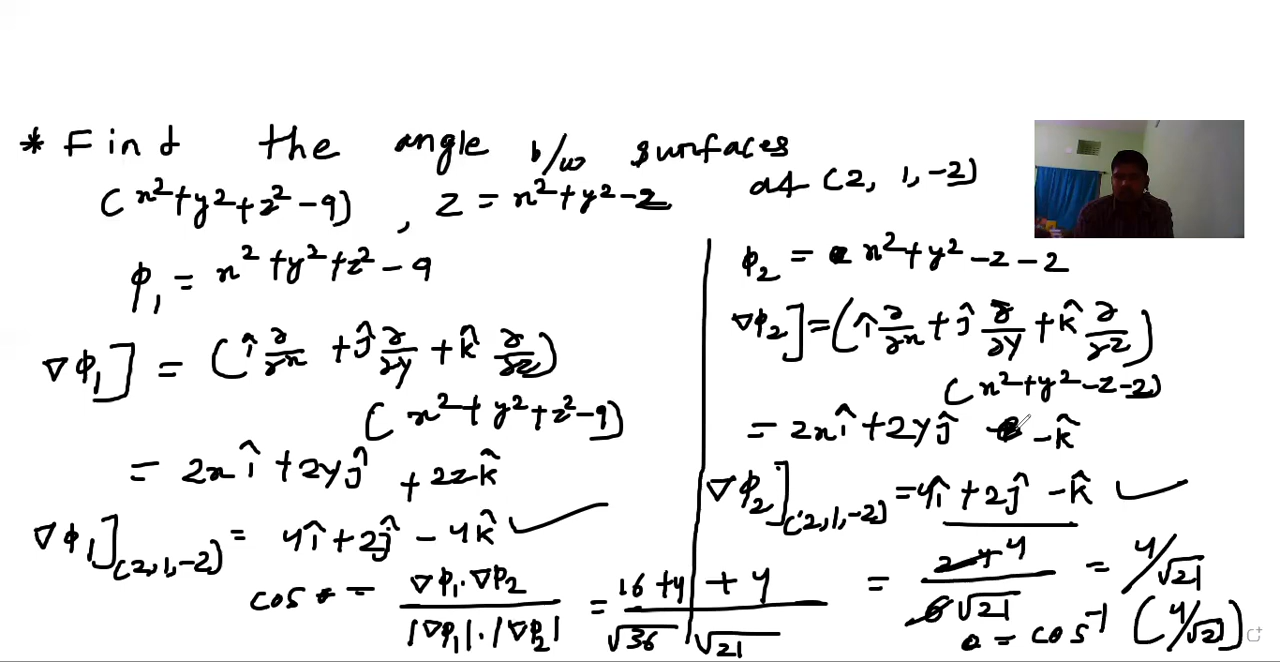 * Find the angle b/w surfaces
(x²+y²+z²-9) , z = x²+y²-2 at (2, 1, -2)
ϕ₁ = x²+y²+z²-9
∇ϕ₁] = (î ∂/∂x + ĵ ∂/∂y + k̂ ∂/∂z)
(x²+y²+z²-9)
= 2xî + 2yĵ + 2zk̂
∇ϕ₁](2,1,-2) = 4î + 2ĵ - 4k̂ ✓
ϕ₂ = x²+y²-z-2
∇ϕ₂] = (î ∂/∂x + ĵ ∂/∂y + k̂ ∂/∂z)
(x²+y²-z-2)
= 2xî + 2yĵ - k̂
∇ϕ₂](2,1,-2) = 4î + 2ĵ - k̂ ✓
cos θ = ∇ϕ₁·∇ϕ₂ / |∇ϕ₁|·|∇ϕ₂| = 16+4+4 / √36 √21 = 24 4 / 6√21 = 4/√21
θ = cos⁻¹ (4/√21)